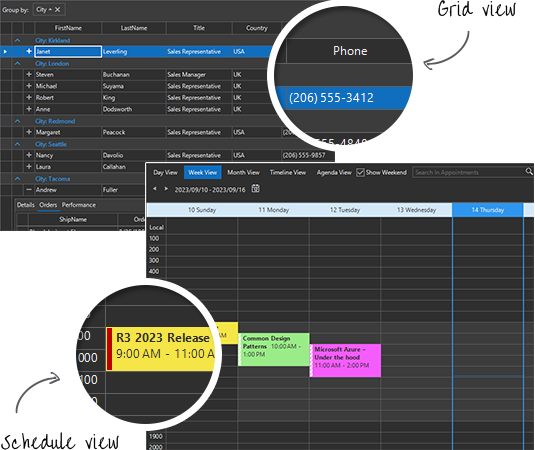 Group by: City
Grid view
FirstName LastName Title Country
Phone
City: Kirkland
Janet Leverling Sales Representative USA (206) 555-3412
City: London
Steven Buchanan Sales Manager UK
Michael Suyama Sales Representative UK
Robert King Sales Representative UK
Anne Dodsworth Sales Representative UK
City: Redmond
Margaret Peacock Sales Representative USA
City: Seattle
Nancy Davolio Sales Representative USA (206) 555-9857
Laura Callahan
City: Tacoma
Andrew Fuller
Details Orders Performance
ShipName
Day View Week View Month View Timeline View Agenda View Show Weekend Search In Appointments
2023/09/10 - 2023/09/16
10 Sunday 11 Monday 12 Tuesday 13 Wednesday 14 Thursday
Local
100
200
300
400
R3 2023 Release
9:00 AM - 11:00 A
Common Design
Patterns 10:00 AM -
1:00 PM
Microsoft Azure -
Under the hood
11:00 AM - 2:00 PM
Schedule view
1900
2000